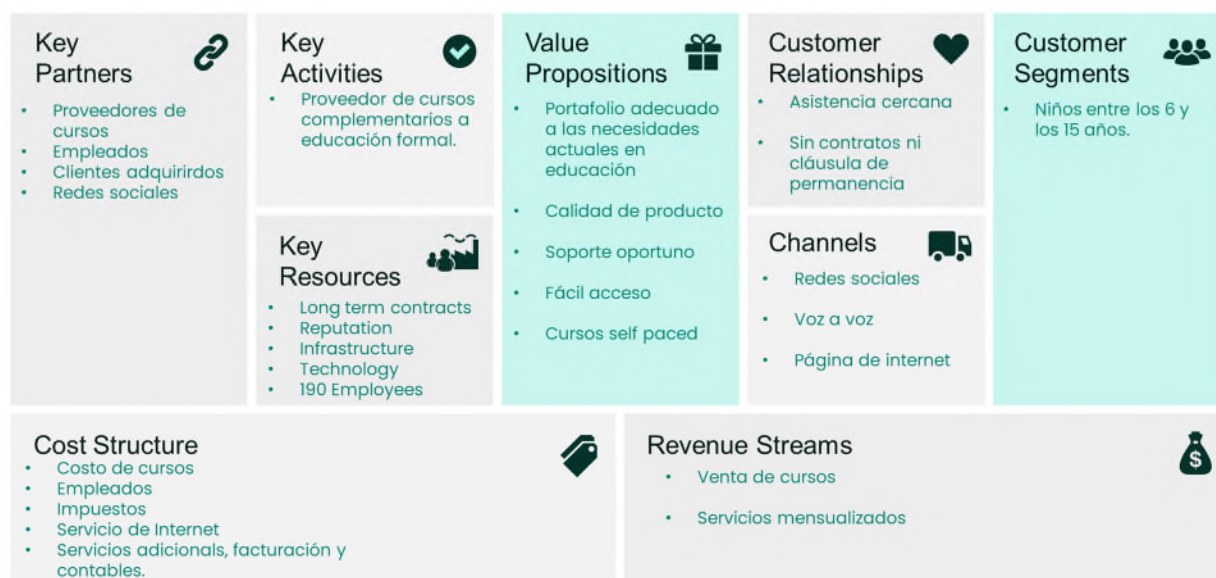 Key
Partners
• Proveedores de
cursos
• Empleados
• Clientes adquirirdos
• Redes sociales
Key
Activities
• Proveedor de cursos
complementarios a
educación formal.
Key
Resources
• Long term contracts
• Reputation
• Infrastructure
• Technology
• 190 Employees
Value
Propositions
• Portafolio adecuado
a las necesidades
actuales en
educación
• Calidad de producto
• Soporte oportuno
• Fácil acceso
• Cursos self paced
Customer
Relationships
• Asistencia cercana
• Sin contratos ni
cláusula de
permanencia
Channels
• Redes sociales
• Voz a voz
• Página de internet
Customer
Segments
• Niños entre los 6 y
los 15 años.
Cost Structure
• Costo de cursos
• Empleados
• Impuestos
• Servicio de Internet
• Servicios adicionals, facturación y
contables.
Revenue Streams
• Venta de cursos
• Servicios mensualizados
$